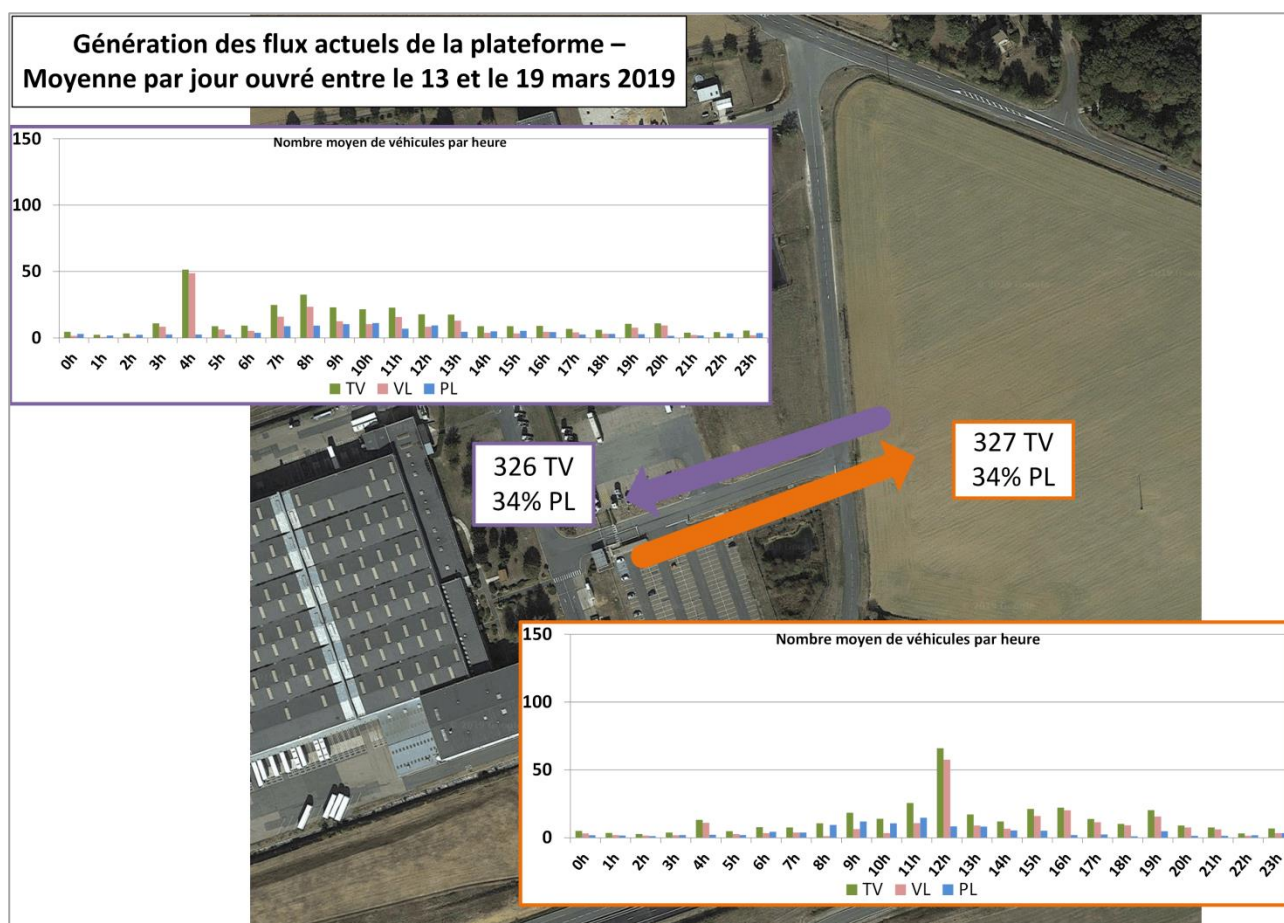 Génération des flux actuels de la plateforme –
Moyenne par jour ouvré entre le 13 et le 19 mars 2019
Nombre moyen de véhicules par heure
150
100
50
0
0h 1h 2h 3h 4h 5h 6h 7h 8h 9h 10h 11h 12h 13h 14h 15h 16h 17h 18h 19h 20h 21h 22h 23h
TV VL PL
326 TV
34% PL
327 TV
34% PL
Nombre moyen de véhicules par heure
150
100
50
0
0h 1h 2h 3h 4h 5h 6h 7h 8h 9h 10h 11h 12h 13h 14h 15h 16h 17h 18h 19h 20h 21h 22h 23h
TV VL PL